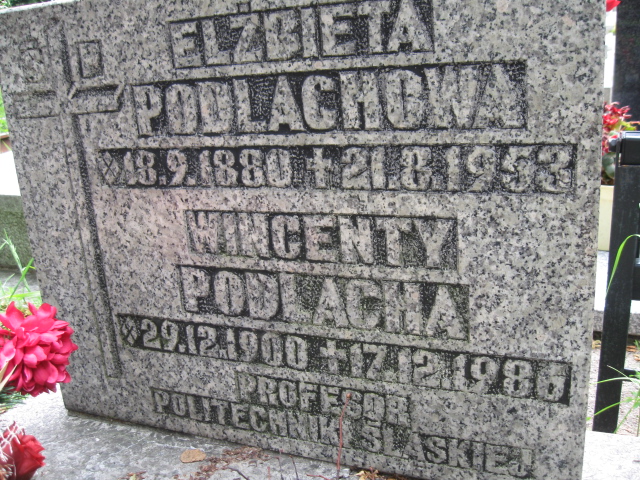 ELŻBIETA
PODLACHOWA
*18.9.1880 †21.8.1953
WINCENTY
PODLACHA
*29.12.1900 †17.12.1986
PROFESOR
POLITECHNIKI ŚLĄSKIEJ